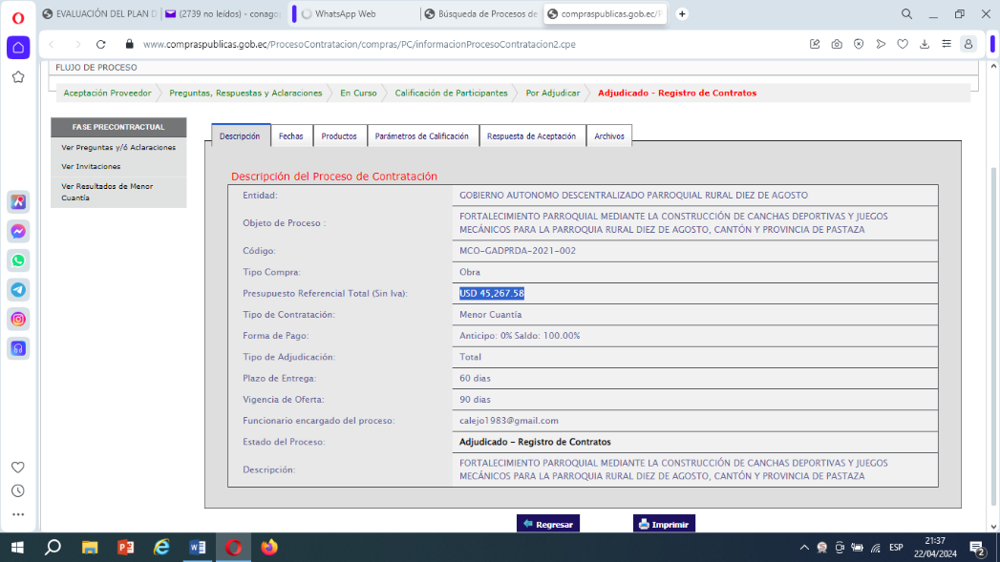 EVALUACIÓN DEL PLAN D
(2739 no leídos) - conagop
WhatsApp Web
Búsqueda de Procesos de
compraspublicas.gob.ec/P
www.compraspublicas.gob.ec/ProcesoContratacion/compras/PC/informacionProcesoContratacion2.cpe
FLUJO DE PROCESO
Aceptación Proveedor
Preguntas, Respuestas y Aclaraciones
En Curso
Calificación de Participantes
Por Adjudicar
Adjudicado - Registro de Contratos
FASE PRECONTRACTUAL
Ver Preguntas y/ó Aclaraciones
Ver Invitaciones
Ver Resultados de Menor
Cuantía
Descripción
Fechas
Productos
Parámetros de Calificación
Respuesta de Aceptación
Archivos
Descripción del Proceso de Contratación
Entidad: GOBIERNO AUTONOMO DESCENTRALIZADO PARROQUIAL RURAL DIEZ DE AGOSTO
Objeto de Proceso : FORTALECIMIENTO PARROQUIAL MEDIANTE LA CONSTRUCCIÓN DE CANCHAS DEPORTIVAS Y JUEGOS
MECÁNICOS PARA LA PARROQUIA RURAL DIEZ DE AGOSTO, CANTÓN Y PROVINCIA DE PASTAZA
Código: MCO-GADPRDA-2021-002
Tipo Compra: Obra
Presupuesto Referencial Total (Sin Iva): USD 45,267.58
Tipo de Contratación: Menor Cuantía
Forma de Pago: Anticipo: 0% Saldo: 100.00%
Tipo de Adjudicación: Total
Plazo de Entrega: 60 dias
Vigencia de Oferta: 90 dias
Funcionario encargado del proceso: calejo1983@gmail.com
Estado del Proceso: Adjudicado - Registro de Contratos
Descripción: FORTALECIMIENTO PARROQUIAL MEDIANTE LA CONSTRUCCIÓN DE CANCHAS DEPORTIVAS Y JUEGOS
MECÁNICOS PARA LA PARROQUIA RURAL DIEZ DE AGOSTO, CANTÓN Y PROVINCIA DE PASTAZA
Regresar
Imprimir
ESP
21:37
22/04/2024
2